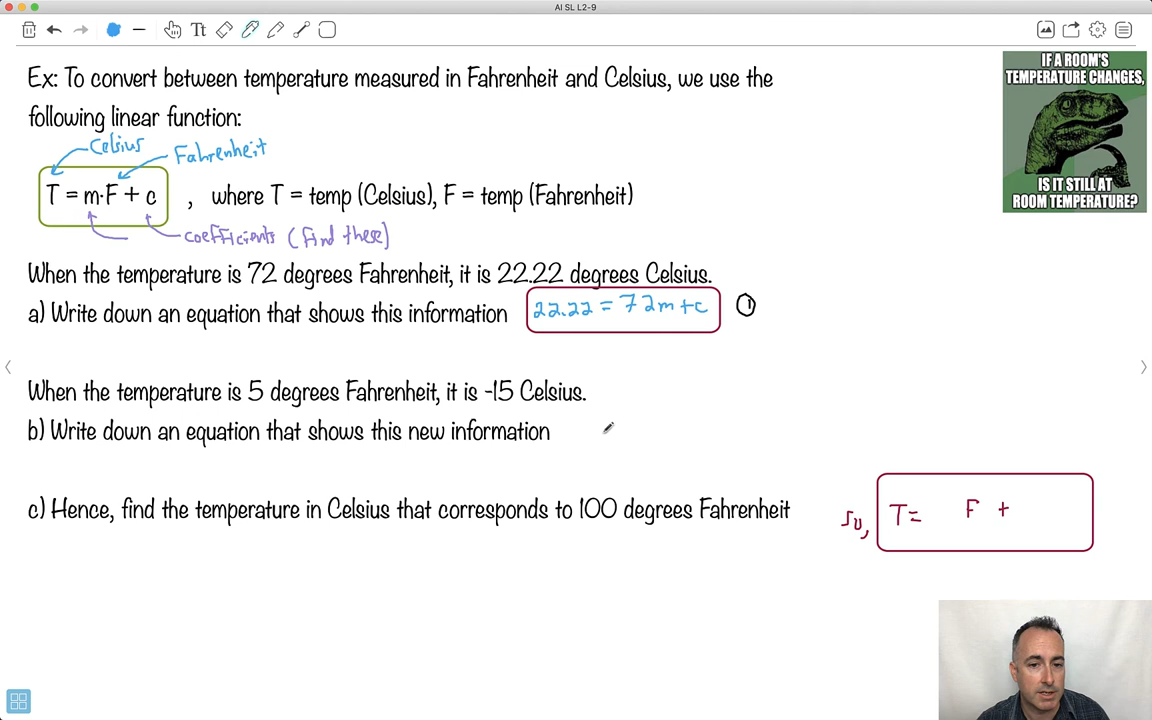 AI SL L2-9
Tt
IF A ROOM'S
TEMPERATURE CHANGES,
IS IT STILL AT
ROOM TEMPERATURE?
Ex: To convert between temperature measured in Fahrenheit and Celsius, we use the
following linear function:
Celsius
Fahrenheit
T = m·F + c , where T = temp (Celsius), F = temp (Fahrenheit)
coefficients (find these)
When the temperature is 72 degrees Fahrenheit, it is 22.22 degrees Celsius.
a) Write down an equation that shows this information 22.22 = 72m + c ①
When the temperature is 5 degrees Fahrenheit, it is -15 Celsius.
b) Write down an equation that shows this new information
c) Hence, find the temperature in Celsius that corresponds to 100 degrees Fahrenheit so, T= F +